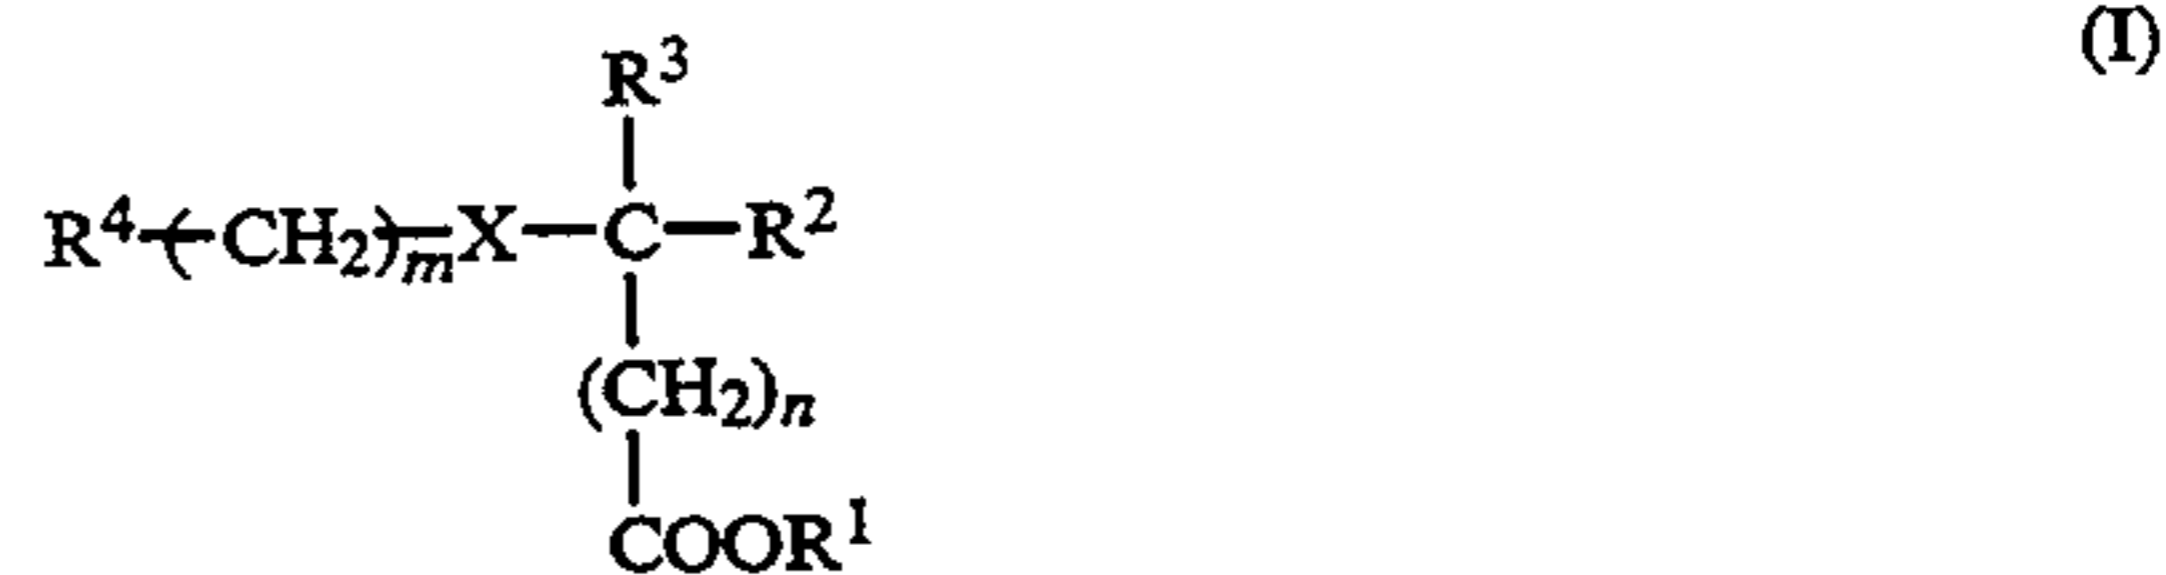 (I)
R³
R⁴—(CH₂)ₘ—X—C—R²
(CH₂)ₙ
COOR¹